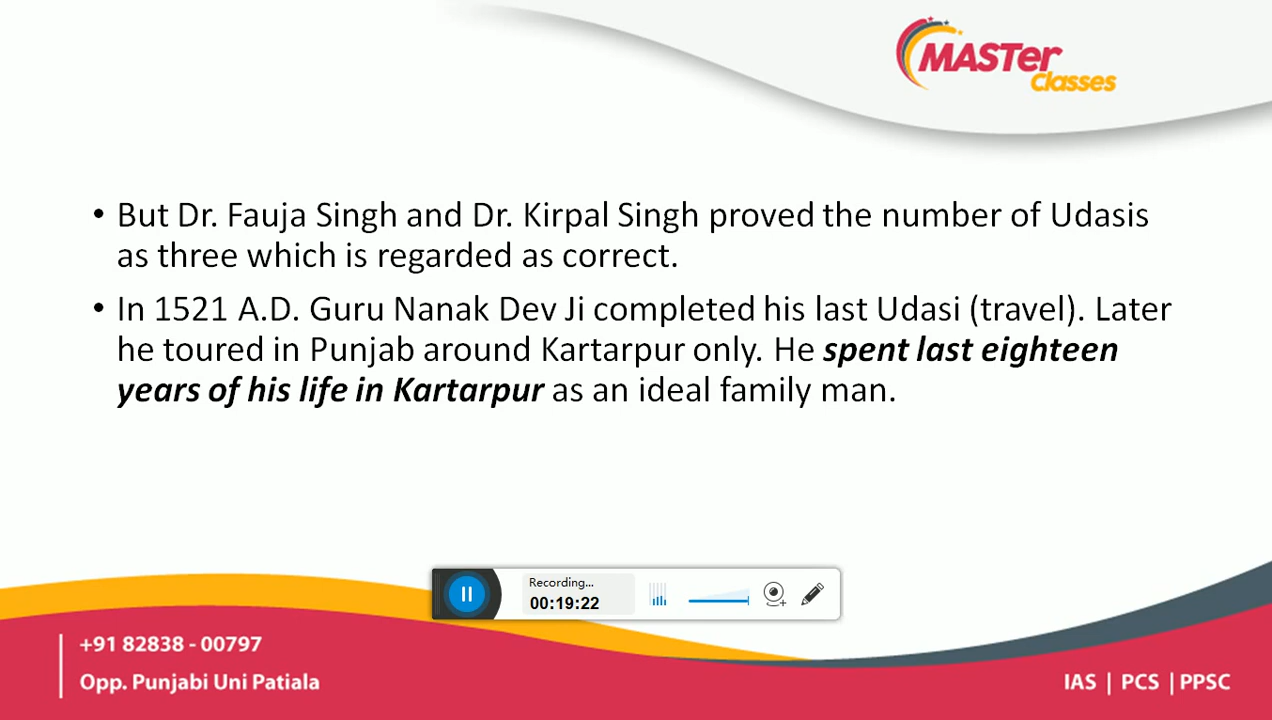 MASTer
Classes
• But Dr. Fauja Singh and Dr. Kirpal Singh proved the number of Udasis
as three which is regarded as correct.
• In 1521 A.D. Guru Nanak Dev Ji completed his last Udasi (travel). Later
he toured in Punjab around Kartarpur only. He spent last eighteen
years of his life in Kartarpur as an ideal family man.
Recording...
00:19:22
+91 82838 - 00797
Opp. Punjabi Uni Patiala
IAS | PCS | PPSC